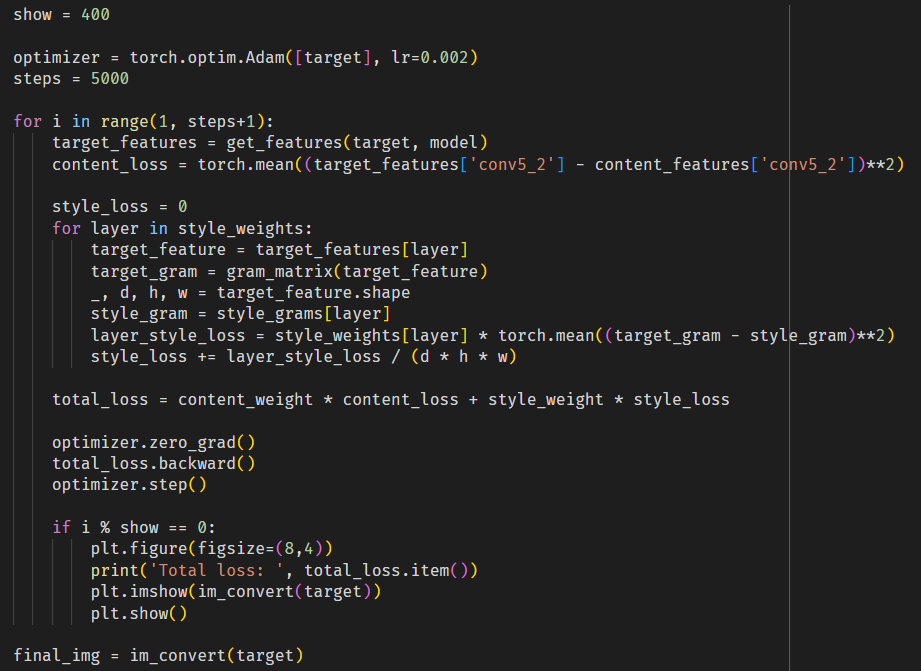 show = 400
optimizer = torch.optim.Adam([target], lr=0.002)
steps = 5000
for i in range(1, steps+1):
    target_features = get_features(target, model)
    content_loss = torch.mean((target_features['conv5_2'] - content_features['conv5_2'])**2)
    style_loss = 0
    for layer in style_weights:
        target_feature = target_features[layer]
        target_gram = gram_matrix(target_feature)
        _, d, h, w = target_feature.shape
        style_gram = style_grams[layer]
        layer_style_loss = style_weights[layer] * torch.mean((target_gram - style_gram)**2)
        style_loss += layer_style_loss / (d * h * w)
    total_loss = content_weight * content_loss + style_weight * style_loss
    optimizer.zero_grad()
    total_loss.backward()
    optimizer.step()
    if i % show == 0:
        plt.figure(figsize=(8,4))
        print('Total loss: ', total_loss.item())
        plt.imshow(im_convert(target))
        plt.show()
final_img = im_convert(target)